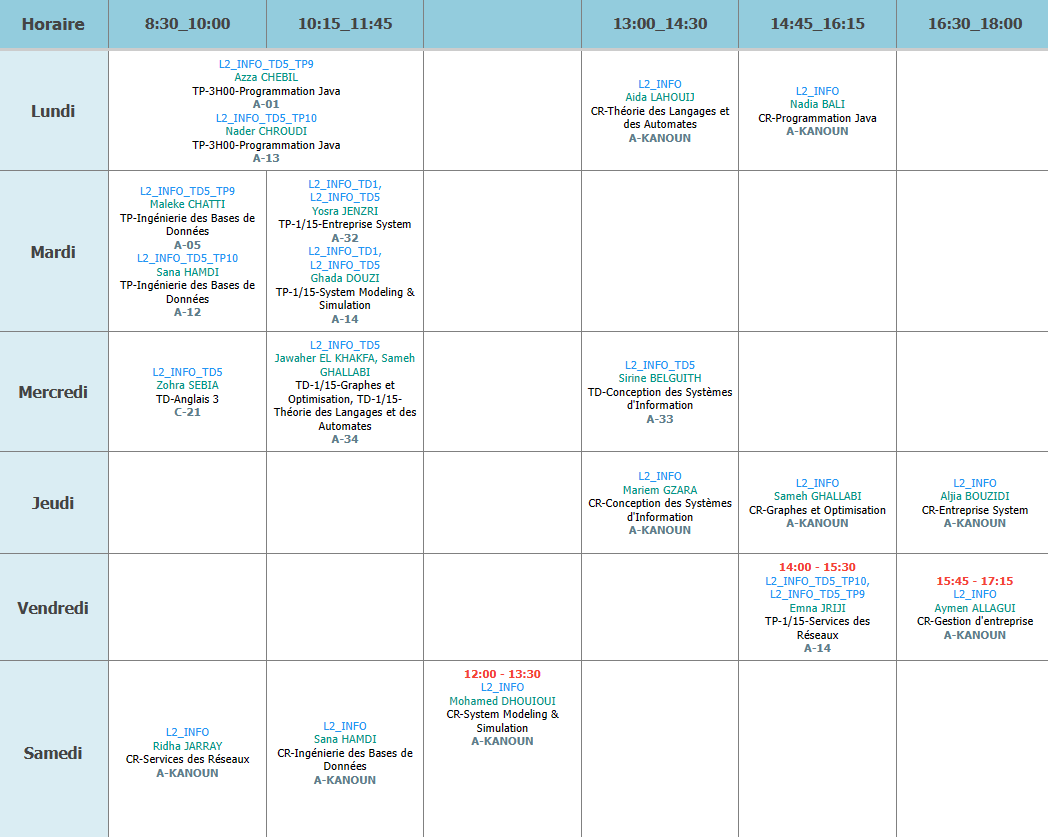 Horaire
8:30_10:00
10:15_11:45
13:00_14:30
14:45_16:15
16:30_18:00
Lundi
L2_INFO_TD5_TP9
Azza CHEBIL
TP-3H00-Programmation Java
A-01
L2_INFO_TD5_TP10
Nader CHROUDI
TP-3H00-Programmation Java
A-13
L2_INFO
Aida LAHOUIJ
CR-Théorie des Langages et
des Automates
A-KANOUN
L2_INFO
Nadia BALI
CR-Programmation Java
A-KANOUN
Mardi
L2_INFO_TD5_TP9
Maleke CHATTI
TP-Ingénierie des Bases de
Données
A-05
L2_INFO_TD5_TP10
Sana HAMDI
TP-Ingénierie des Bases de
Données
A-12
L2_INFO_TD1,
L2_INFO_TD5
Yosra JENZRI
TP-1/15-Entreprise System
A-32
L2_INFO_TD1,
L2_INFO_TD5
Ghada DOUZI
TP-1/15-System Modeling &
Simulation
A-14
Mercredi
L2_INFO_TD5
Zohra SEBIA
TD-Anglais 3
C-21
L2_INFO_TD5
Jawaher EL KHAKFA, Sameh
GHALLABI
TD-1/15-Graphes et
Optimisation, TD-1/15-
Théorie des Langages et des
Automates
A-34
L2_INFO_TD5
Sirine BELGUITH
TD-Conception des Systèmes
d'Information
A-33
Jeudi
L2_INFO
Mariem GZARA
CR-Conception des Systèmes
d'Information
A-KANOUN
L2_INFO
Sameh GHALLABI
CR-Graphes et Optimisation
A-KANOUN
L2_INFO
Aljia BOUZIDI
CR-Entreprise System
A-KANOUN
Vendredi
14:00 - 15:30
L2_INFO_TD5_TP10,
L2_INFO_TD5_TP9
Emna JRIJI
TP-1/15-Services des
Réseaux
A-14
15:45 - 17:15
L2_INFO
Aymen ALLAGUI
CR-Gestion d'entreprise
A-KANOUN
Samedi
L2_INFO
Ridha JARRAY
CR-Services des Réseaux
A-KANOUN
L2_INFO
Sana HAMDI
CR-Ingénierie des Bases de
Données
A-KANOUN
12:00 - 13:30
L2_INFO
Mohamed DHOUIOUI
CR-System Modeling &
Simulation
A-KANOUN